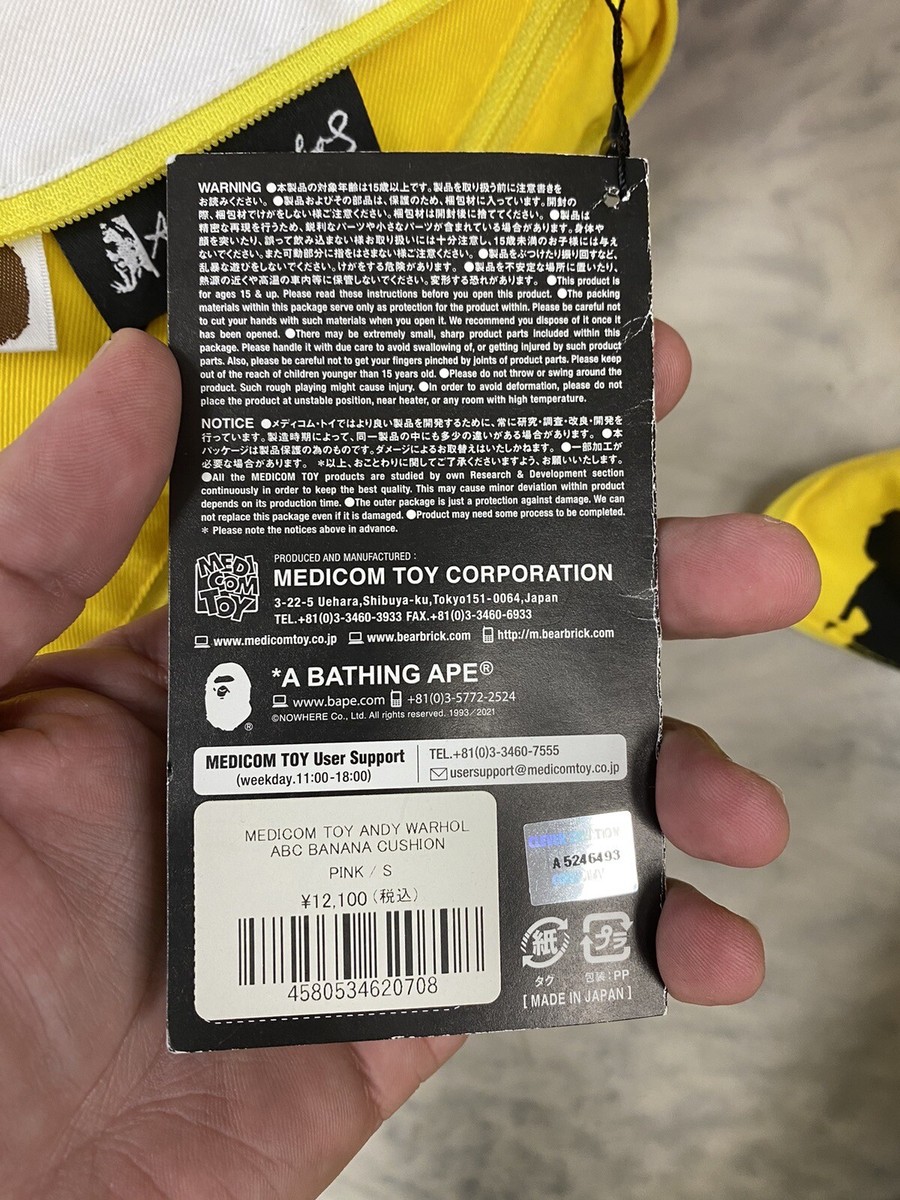 WARNING ●本製品の対象年齢は15歳以上です。製品を取り扱う前に注意書きを
お読みください。●製品およびその部品は、保護のため、梱包材に入っています。開封の
際、梱包材でけがをしない様ご注意ください。梱包材は開封後に捨ててください。●製品は
精密な再現を行うため、鋭利なパーツや小さなパーツが含まれている場合があります。身体や
顔を突いたり、誤って飲み込まない様お取り扱いには十分注意し、15歳未満のお子様には与え
ないでください。また可動部分に指をはさまない様ご注意ください。●製品をぶつけたり振り回すなど、
乱暴な遊びをしないでください。けがをする危険があります。●製品を不安定な場所に置いたり、
熱源の近くや高温の車内等に保管しないでください。変形する恐れがあります。●This product is
for ages 15 & up. Please read these instructions before you open this product. ●The packing
materials within this package serve only as protection for the product within. Please be careful not
to cut your hands with such materials when you open it. We recommend you dispose of it once it
has been opened. ●There may be extremely small, sharp product parts included within this
package. Please handle it with due care to avoid swallowing of, or getting injured by such product
parts. Also, please be careful not to get your fingers pinched by joints of product parts. Please keep
out of the reach of children younger than 15 years old. ●Please do not throw or swing around the
product. Such rough playing might cause injury. ●In order to avoid deformation, please do not
place the product at unstable position, near heater, or any room with high temperature.
NOTICE ●メディコム・トイではより良い製品を開発するために、常に研究・調査・改良・開発を
行っています。製造時期によって、同一製品の中にも多少の違いがある場合があります。●本
パッケージは製品保護の為のものです。ダメージによるお取替えはいたしかねます。●一部加工が
必要な場合があります。＊以上、おことわりに関してご了承くださいますよう、お願いいたします。
●All the MEDICOM TOY products are studied by own Research & Development section
continuously in order to keep the best quality. This may cause minor deviation within product
depends on its production time. ●The outer package is just a protection against damage. We can
not replace this package even if it is damaged. ●Product may need some process to be completed.
＊ Please note the notices above in advance.
MEDI
COM
TOY
PRODUCED AND MANUFACTURED :
MEDICOM TOY CORPORATION
3-22-5 Uehara,Shibuya-ku,Tokyo151-0064,Japan
TEL.+81(0)3-3460-3933 FAX.+81(0)3-3460-6933
www.medicomtoy.co.jp www.bearbrick.com http://m.bearbrick.com
*A BATHING APE®
www.bape.com +81(0)3-5772-2524
©NOWHERE Co., Ltd. All rights reserved. 1993/2021
®
MEDICOM TOY User Support
(weekday.11:00-18:00)
TEL.+81(0)3-3460-7555
usersupport@medicomtoy.co.jp
MEDICOM TOY ANDY WARHOL
ABC BANANA CUSHION
PINK / S
¥12,100（税込）
4580534620708
A 5246493
紙
タグ
プラ
包装:PP
[ MADE IN JAPAN ]